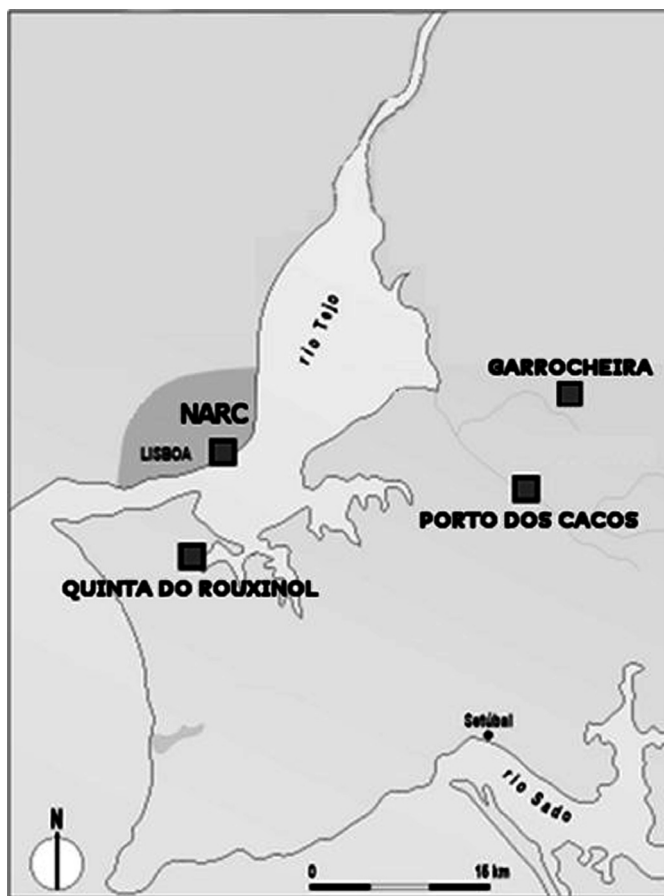 rio Tejo
GARROCHEIRA
NARC
LISBOA
PORTO DOS CACOS
QUINTA DO ROUXINOL
Setúbal
rio Sado
N
0 15 km